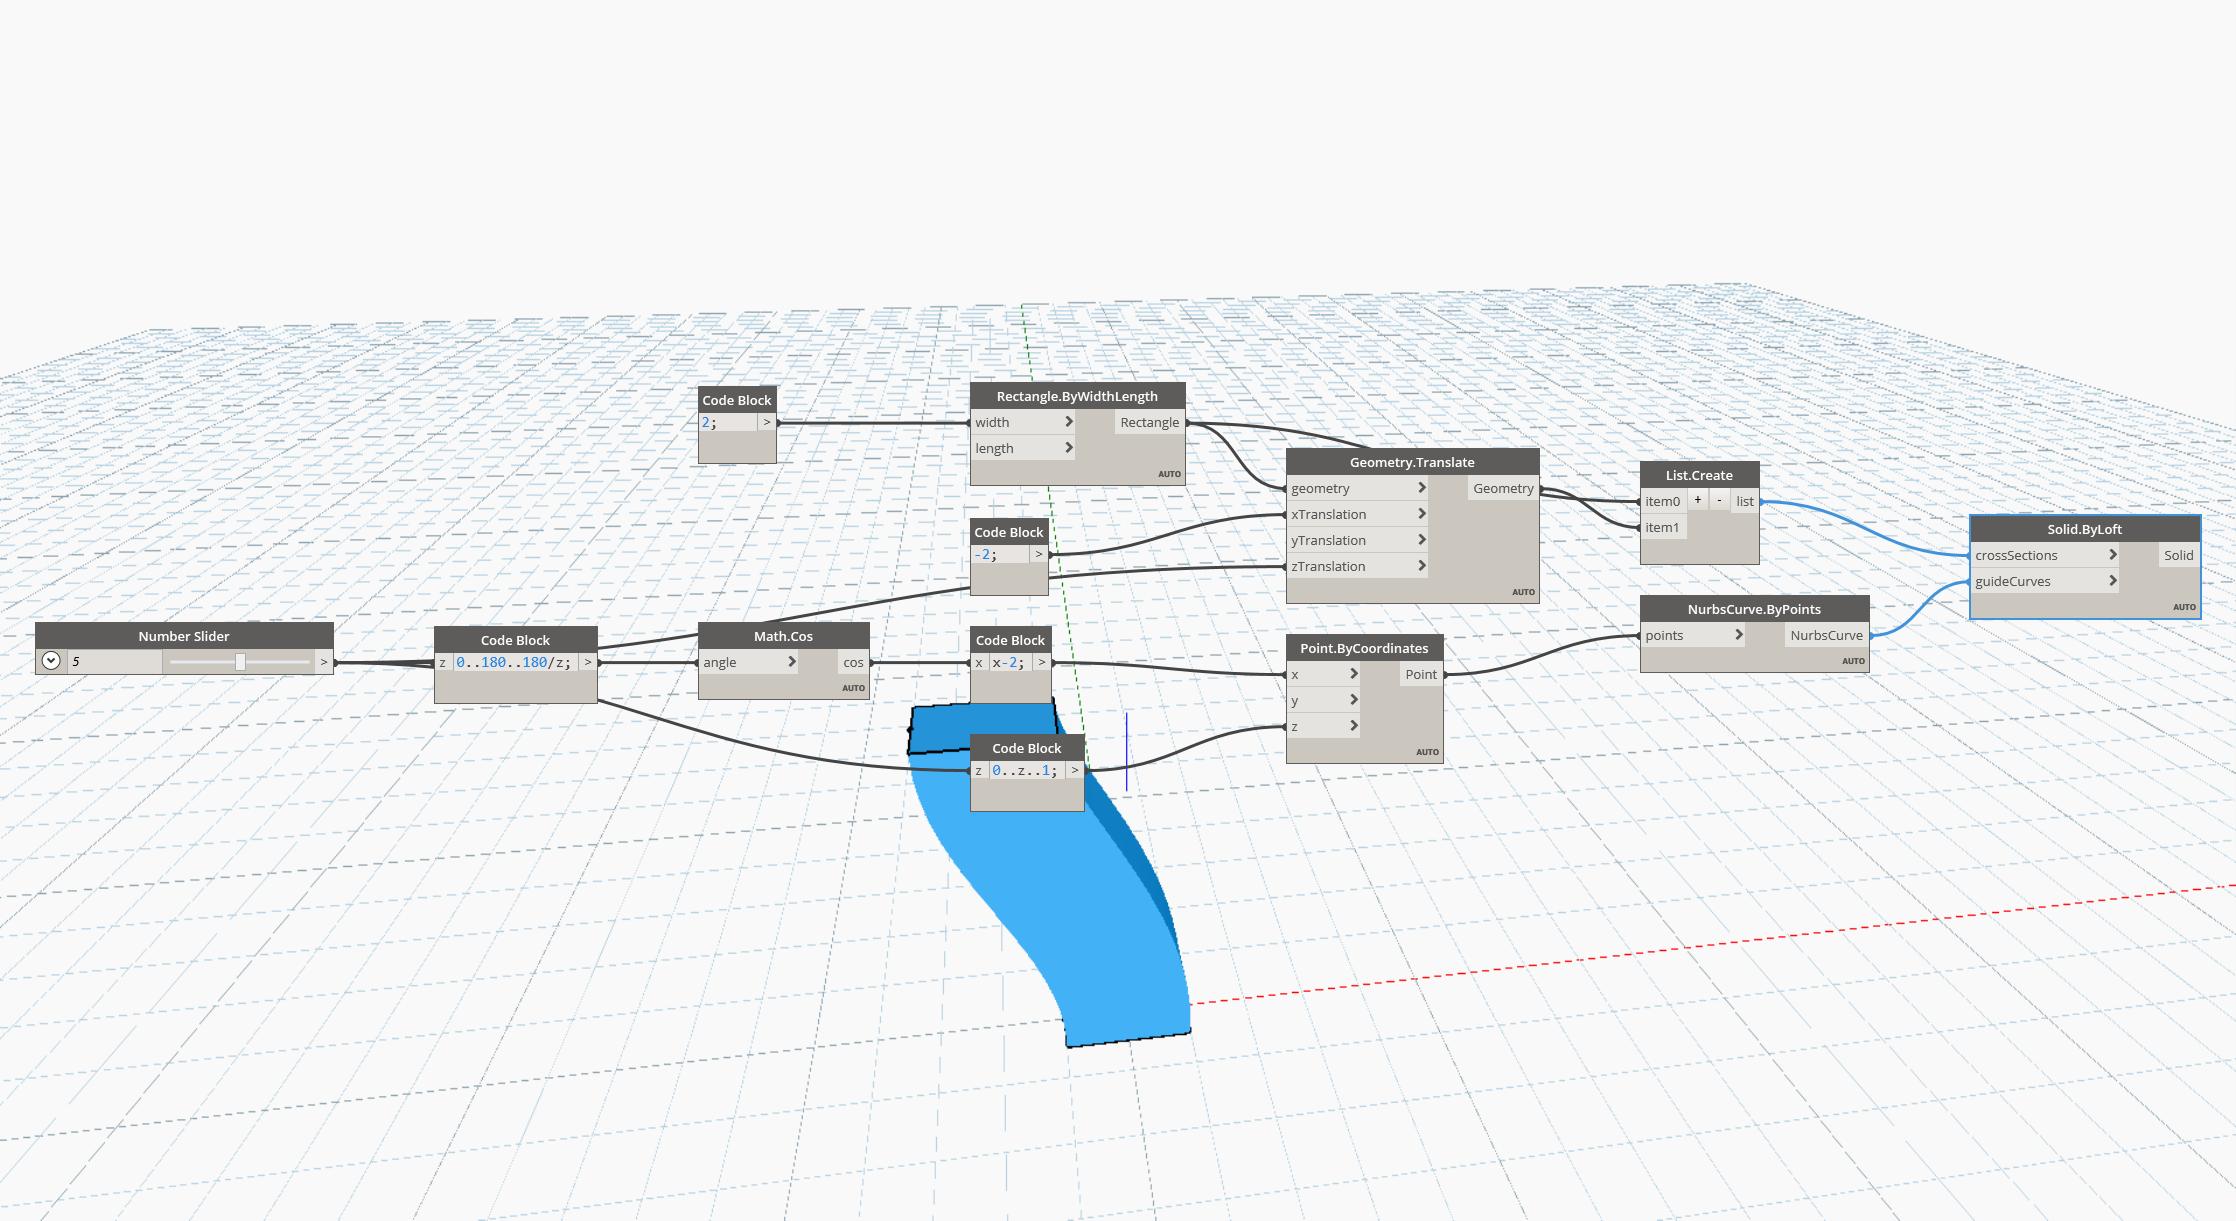 Code Block
2; >
Rectangle.ByWidthLength
width > Rectangle
length >
AUTO
Geometry.Translate
geometry > Geometry
xTranslation >
yTranslation >
zTranslation >
AUTO
List.Create
item0 + - list
item1
Solid.ByLoft
crossSections > Solid
guideCurves >
AUTO
Code Block
-2; >
Number Slider
5 >
Code Block
z 0..180..180/z; >
Math.Cos
angle > cos
AUTO
Code Block
x x-2; >
Point.ByCoordinates
x > Point
y >
z >
AUTO
NurbsCurve.ByPoints
points > NurbsCurve
AUTO
Code Block
z 0..z..1; >